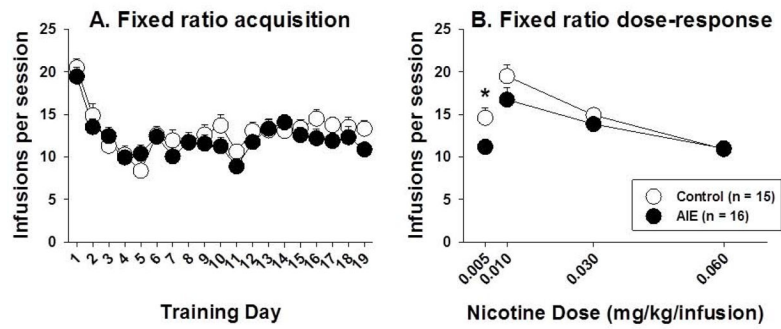 A. Fixed ratio acquisition
Infusions per session
25
20
15
10
5
0
1 2 3 4 5 6 7 8 9 10 11 12 13 14 15 16 17 18 19
Training Day
B. Fixed ratio dose-response
Infusions per session
25
20
15
10
5
0
*
Control (n = 15)
AIE (n = 16)
0.005 0.010 0.030 0.060
Nicotine Dose (mg/kg/infusion)